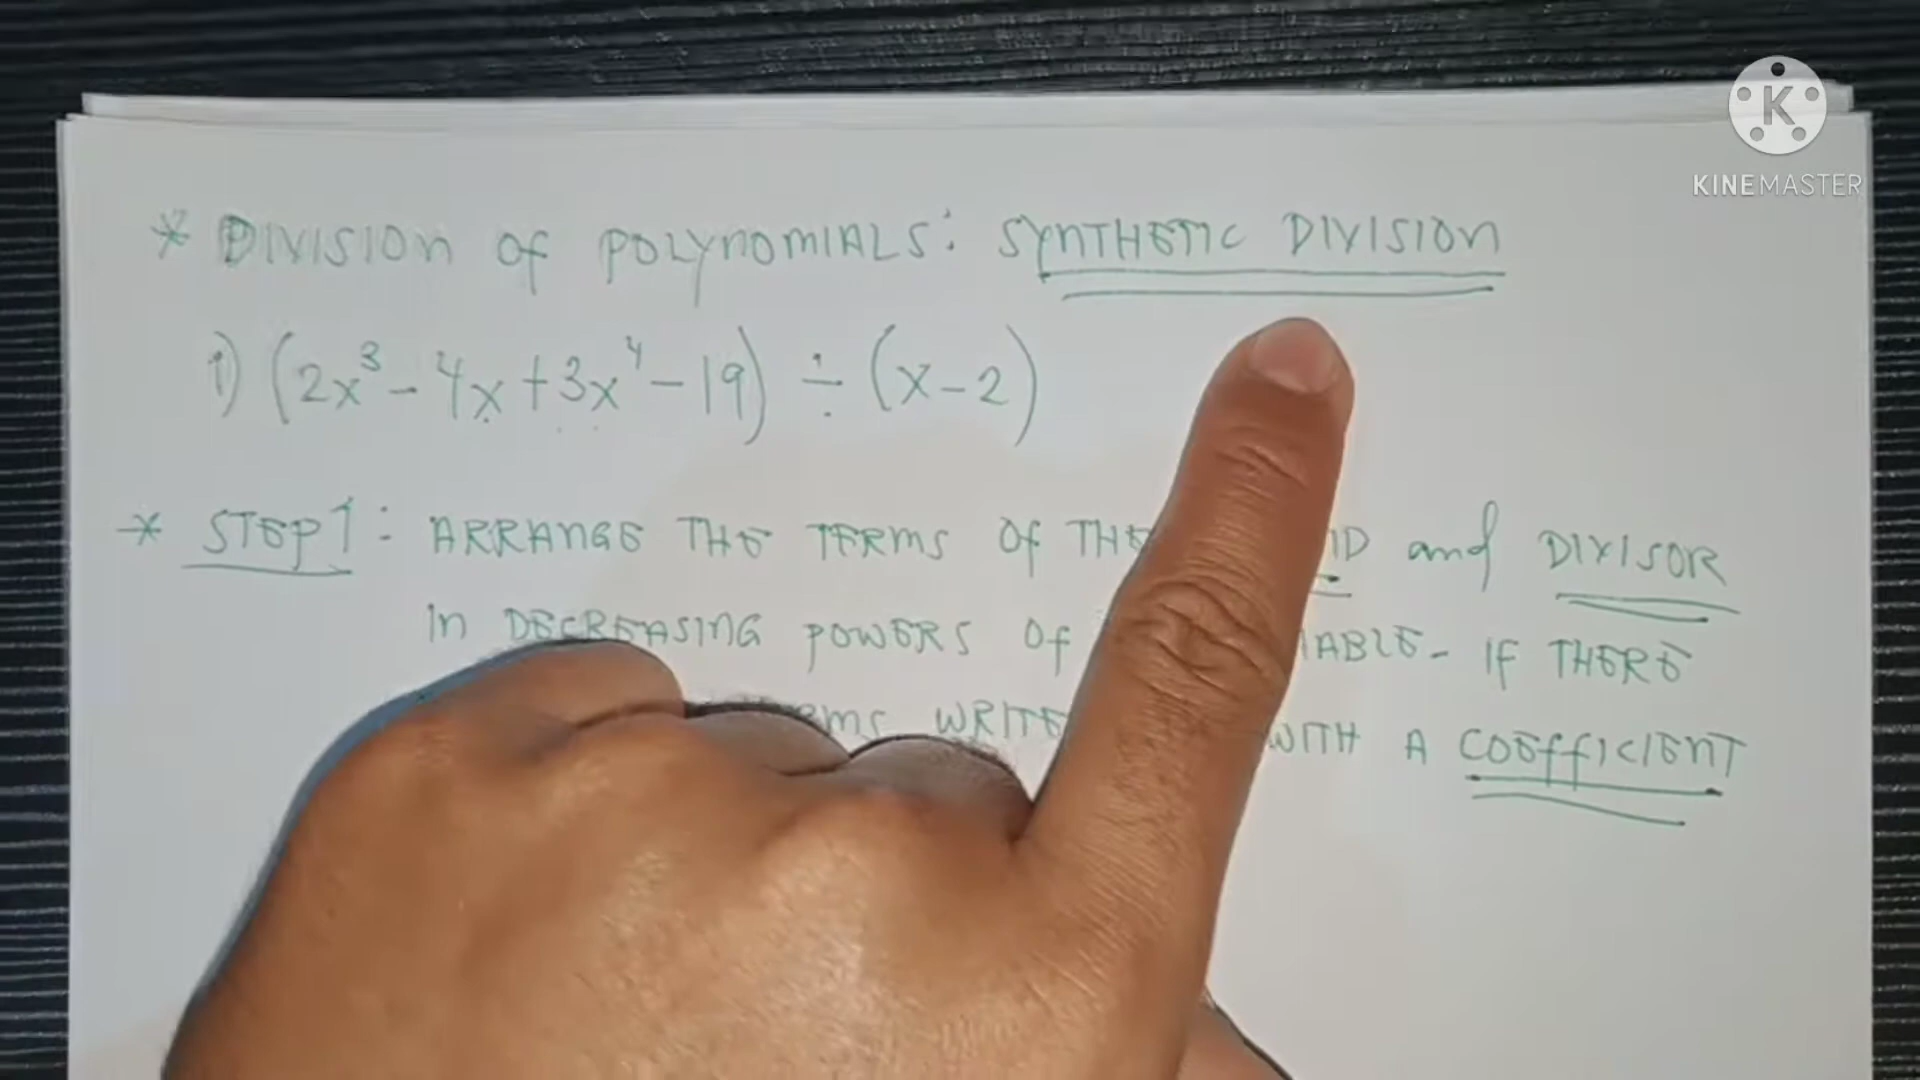 KINEMASTER
* DIVISION of POLYNOMIALS: SYNTHETIC DIVISION
1) (2x³ - 4x + 3x⁴ - 19) ÷ (x - 2)
* STEP 1: ARRANGE THE TERMS Of THE and DIVISOR
In DECREASING POWERS Of IF THERE
WRITE WITH A COEffICIENT